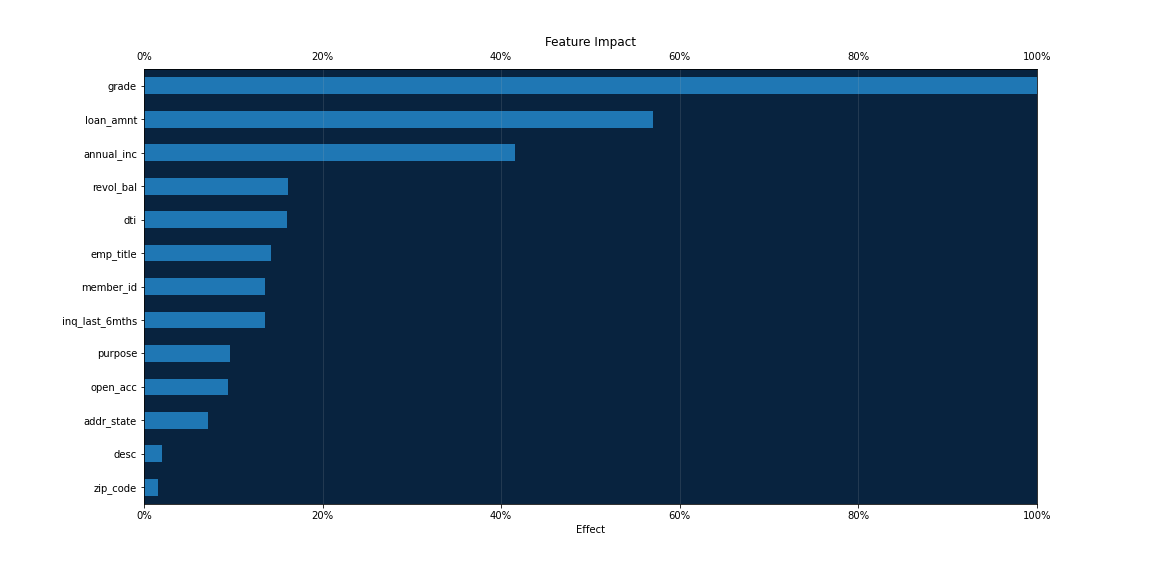 Feature Impact
0% 20% 40% 60% 80% 100%
grade
loan_amnt
annual_inc
revol_bal
dti
emp_title
member_id
inq_last_6mths
purpose
open_acc
addr_state
desc
zip_code
0% 20% 40% 60% 80% 100%
Effect